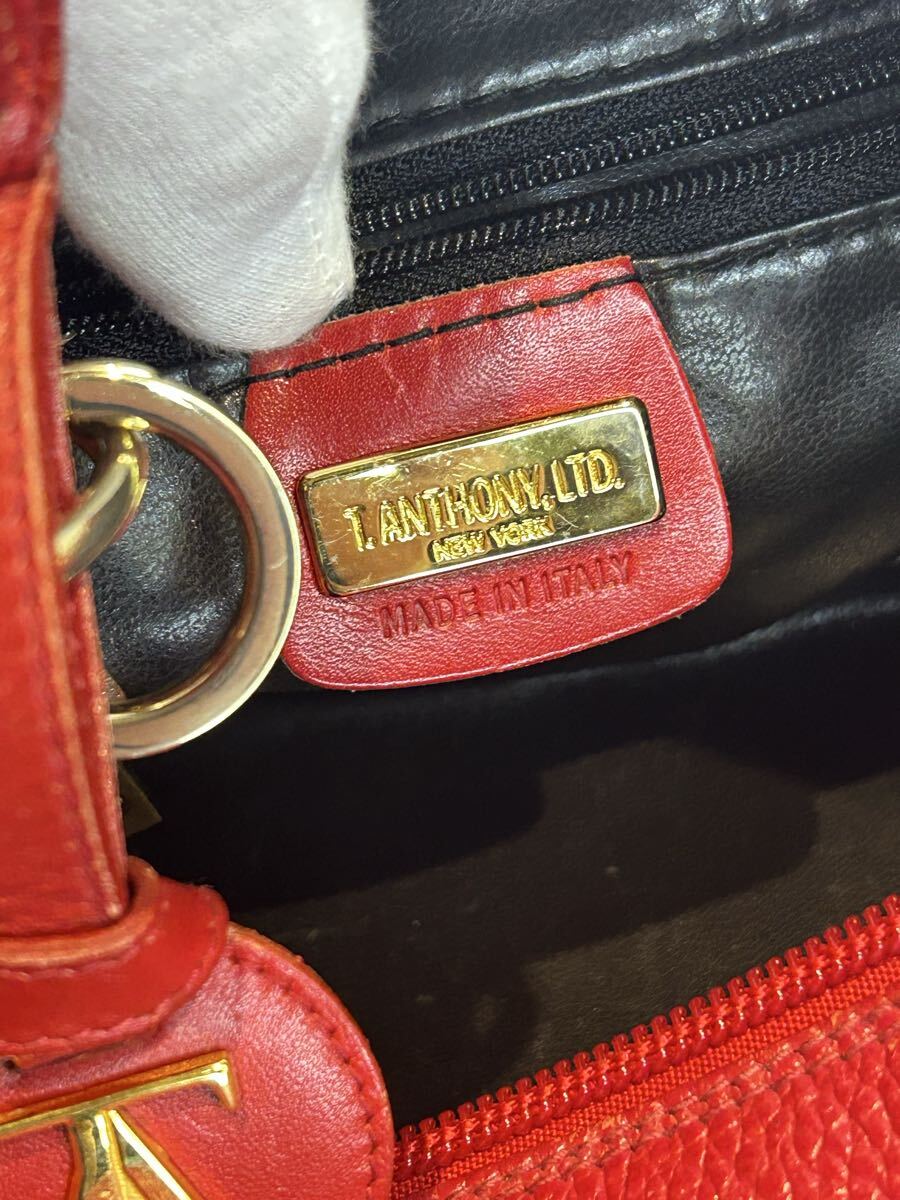 T. ANTHONY, LTD.
NEW YORK
MADE IN ITALY